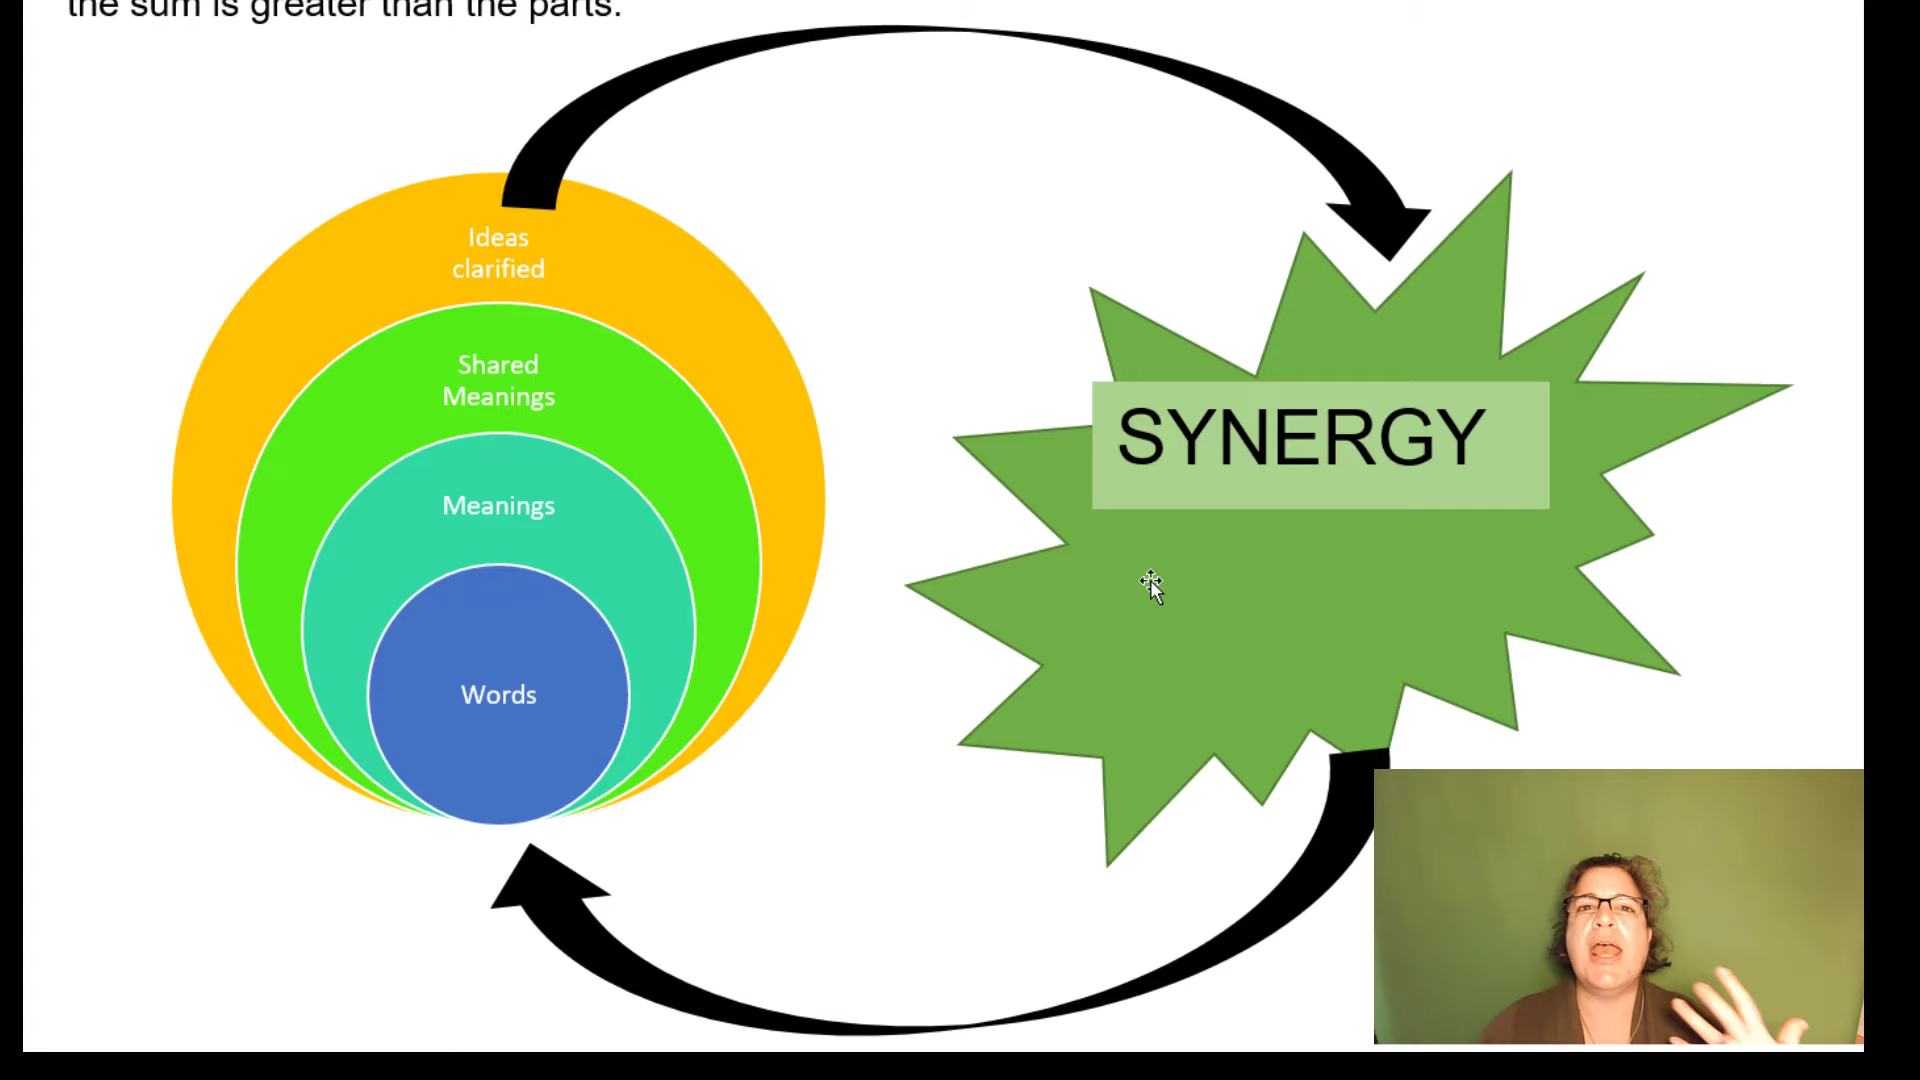 the sum is greater than the parts.
Ideas
clarified
Shared
Meanings
Meanings
Words
SYNERGY